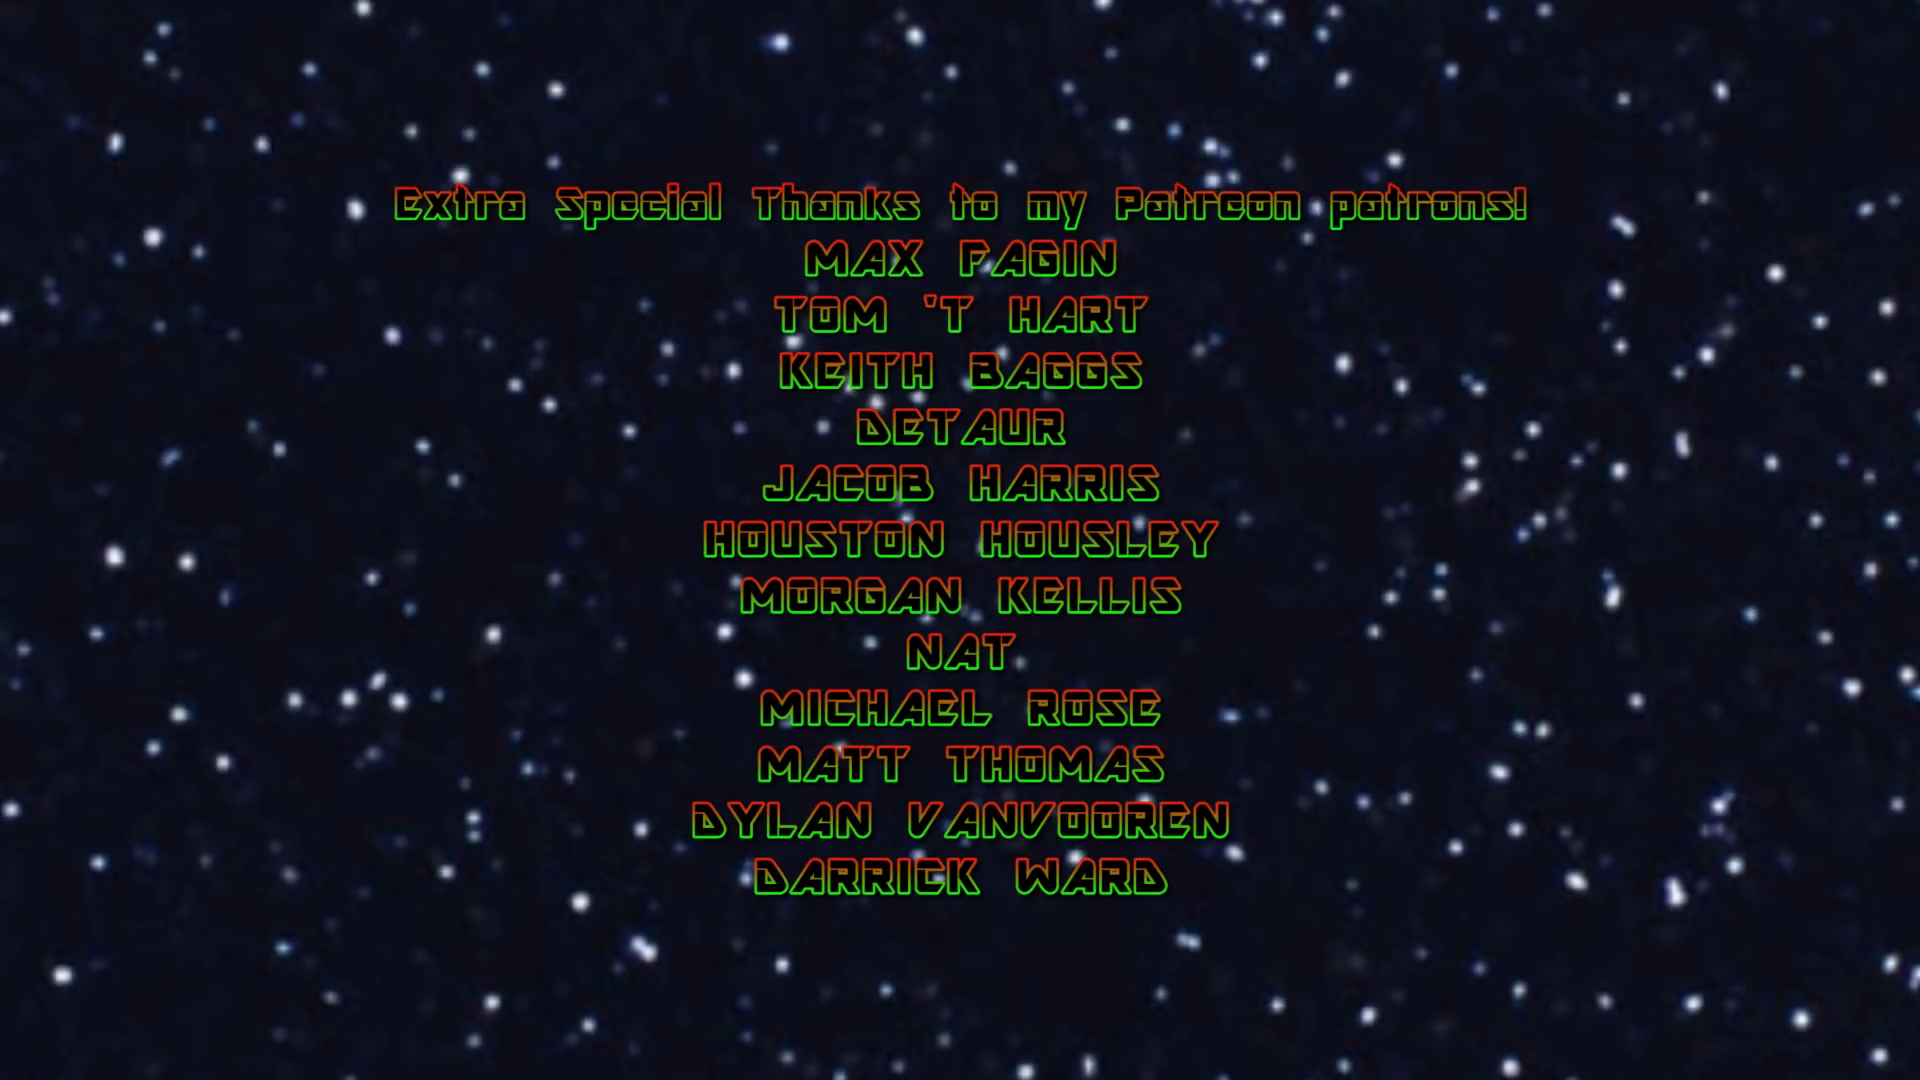 Extra Special Thanks to my Patreon patrons!
MAX FAGIN
TOM 'T HART
KEITH BAGGS
DETAUR
JACOB HARRIS
HOUSTON HOUSLEY
MORGAN KELLIS
NAT
MICHAEL ROSE
MATT THOMAS
DYLAN VANVOOREN
DARRICK WARD